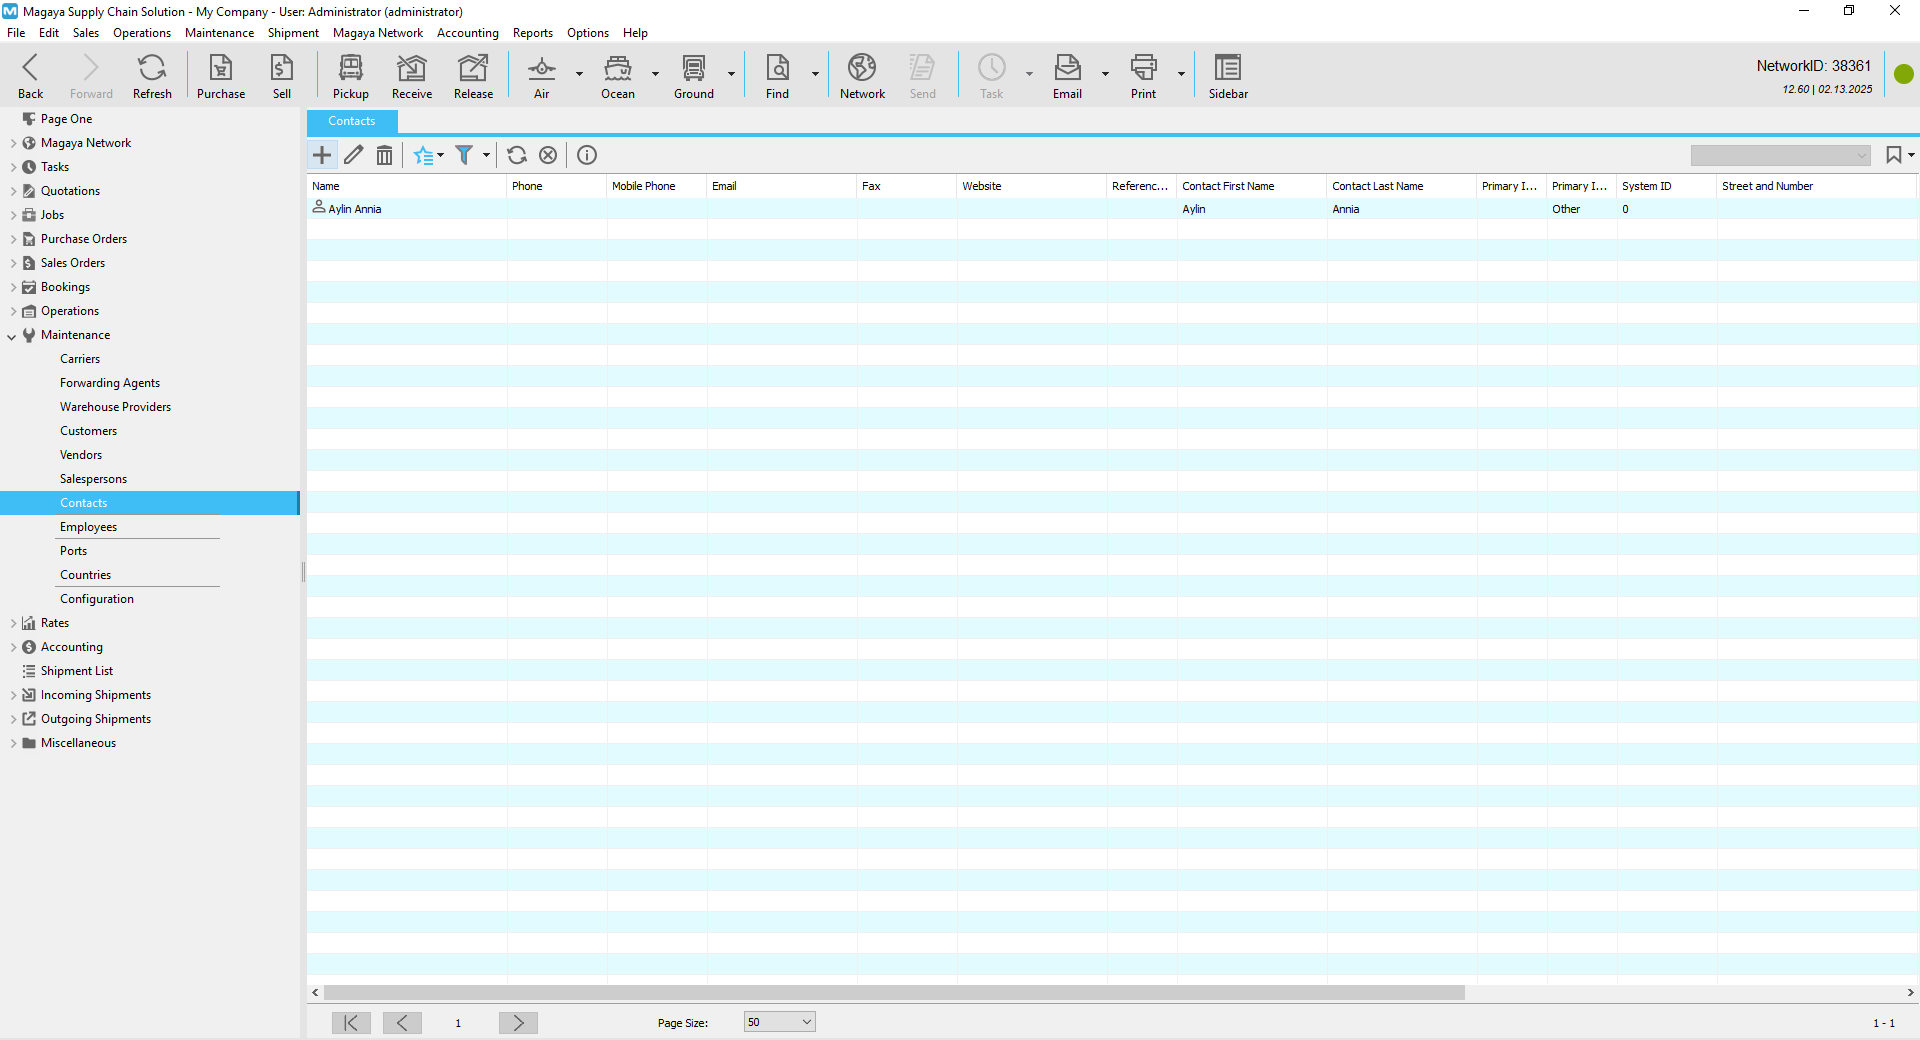 Magaya Supply Chain Solution - My Company - User: Administrator (administrator)
File Edit Sales Operations Maintenance Shipment Magaya Network Accounting Reports Options Help
Back Forward Refresh Purchase Sell Pickup Receive Release Air Ocean Ground Find Network Send Task Email Print Sidebar
NetworkID: 38361
12.60 | 02.13.2025
Page One
Magaya Network
Tasks
Quotations
Jobs
Purchase Orders
Sales Orders
Bookings
Operations
Maintenance
Carriers
Forwarding Agents
Warehouse Providers
Customers
Vendors
Salespersons
Contacts
Employees
Ports
Countries
Configuration
Rates
Accounting
Shipment List
Incoming Shipments
Outgoing Shipments
Miscellaneous
Contacts
Name Phone Mobile Phone Email Fax Website Referenc... Contact First Name Contact Last Name Primary I... Primary I... System ID Street and Number
Aylin Annia Aylin Annia Other 0
1 Page Size: 50 1 - 1